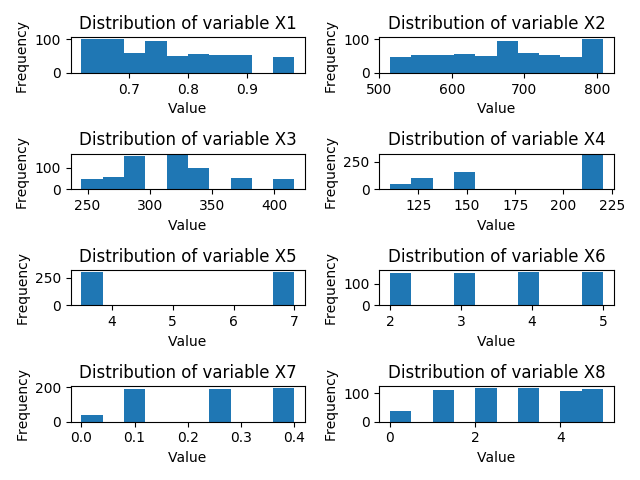 Distribution of variable X1
Frequency
100
0
0.7 0.8 0.9
Value
Distribution of variable X2
Frequency
100
0
500 600 700 800
Value
Distribution of variable X3
Frequency
100
0
250 300 350 400
Value
Distribution of variable X4
Frequency
250
0
125 150 175 200 225
Value
Distribution of variable X5
Frequency
250
0
4 5 6 7
Value
Distribution of variable X6
Frequency
100
0
2 3 4 5
Value
Distribution of variable X7
Frequency
200
0
0.0 0.1 0.2 0.3 0.4
Value
Distribution of variable X8
Frequency
100
0
0 2 4
Value